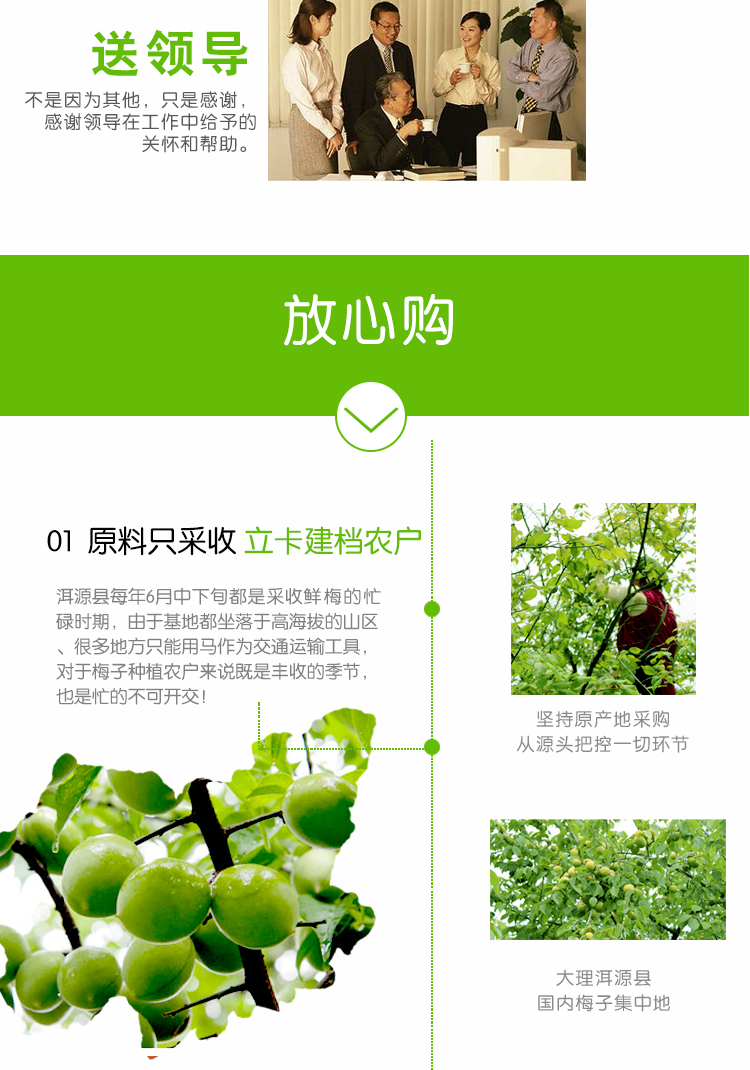 送领导
不是因为其他，只是感谢，
感谢领导在工作中给予的
关怀和帮助。
放心购
01 原料只采收 立卡建档农户
洱源县每年6月中下旬都是采收鲜梅的忙
碌时期，由于基地都坐落于高海拔的山区
、很多地方只能用马作为交通运输工具，
对于梅子种植农户来说既是丰收的季节，
也是忙的不可开交！
坚持原产地采购
从源头把控一切环节
大理洱源县
国内梅子集中地